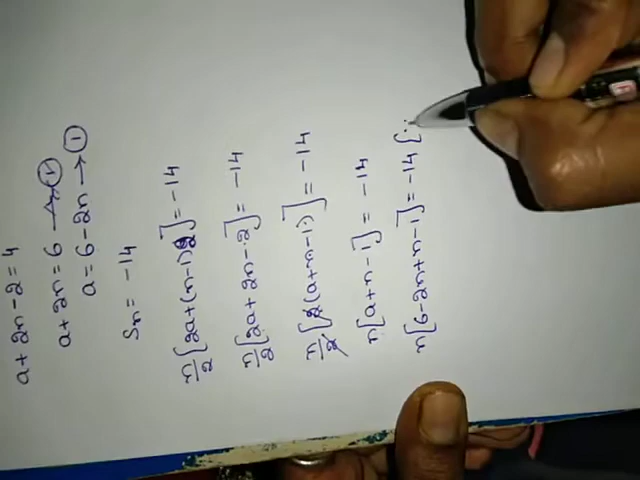 a + 2n - 2 = 4
a + 2n = 6 → ①
a = 6 - 2n → ①
Sn = -14
n/2 [2a + (n-1)2] = -14
n/2 [2a + 2n - 2] = -14
n/2 [2(a + n - 1)] = -14
n[a + n - 1] = -14
n[6 - 2n + n - 1] = -14 {∵